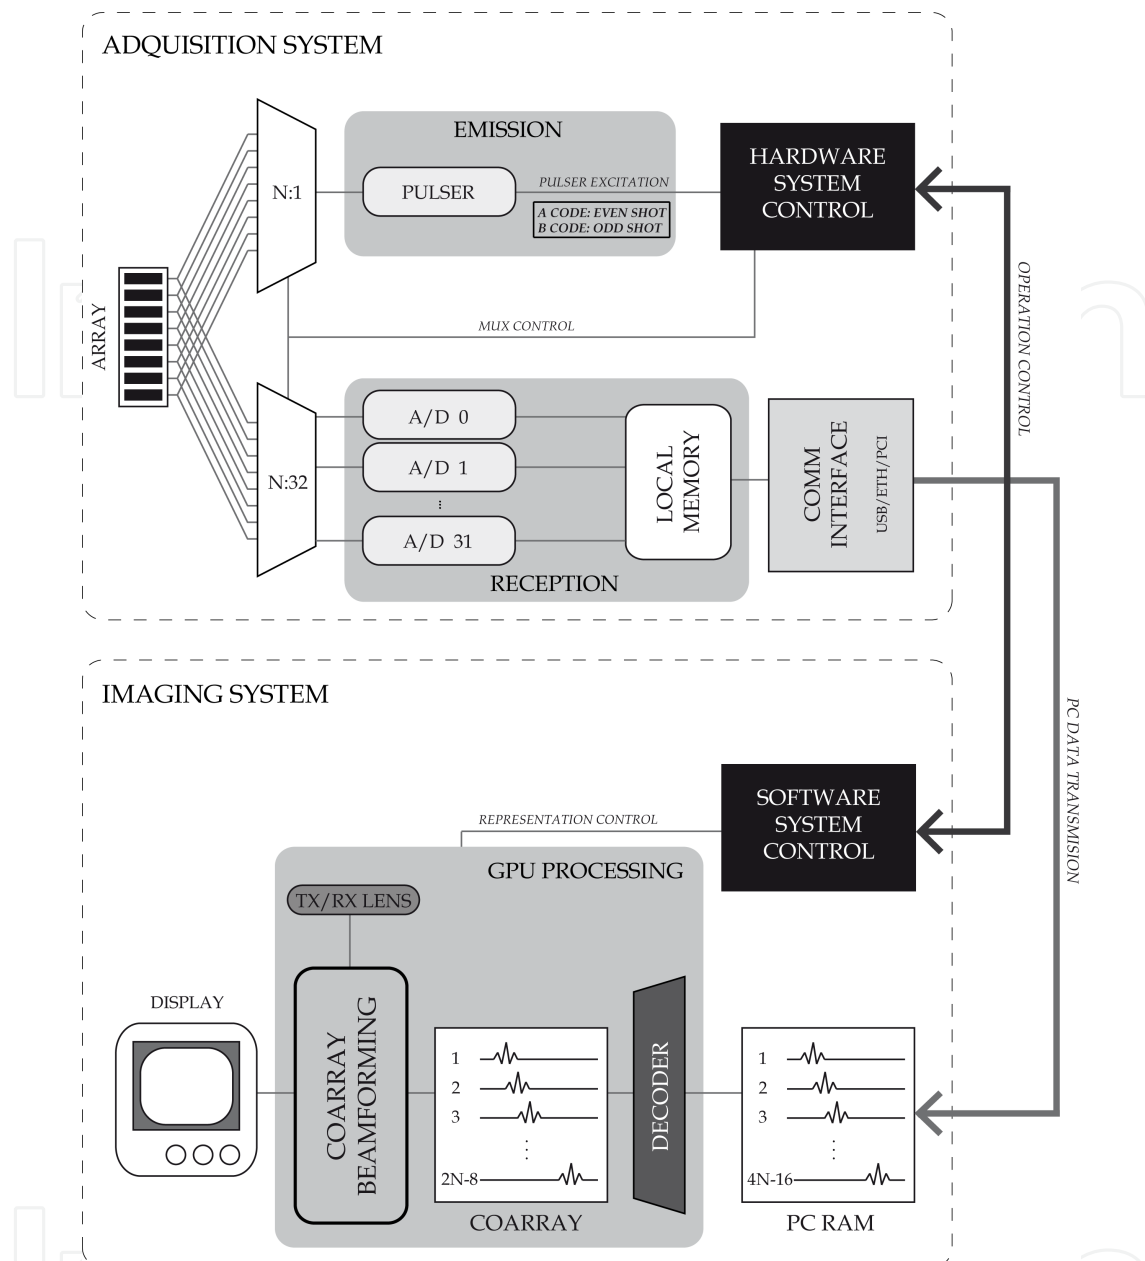 ADQUISITION SYSTEM
EMISSION
N:1
PULSER
PULSER EXCITATION
A CODE: EVEN SHOT
B CODE: ODD SHOT
HARDWARE
SYSTEM
CONTROL
ARRAY
MUX CONTROL
OPERATION CONTROL
N:32
A/D 0
A/D 1
⋮
A/D 31
LOCAL
MEMORY
RECEPTION
COMM
INTERFACE
USB/ETH/PCI
PC DATA TRANSMISION
IMAGING SYSTEM
REPRESENTATION CONTROL
SOFTWARE
SYSTEM
CONTROL
GPU PROCESSING
TX/RX LENS
DISPLAY
COARRAY
BEAMFORMING
1
2
3
⋮
2N-8
COARRAY
DECODER
1
2
3
⋮
4N-16
PC RAM